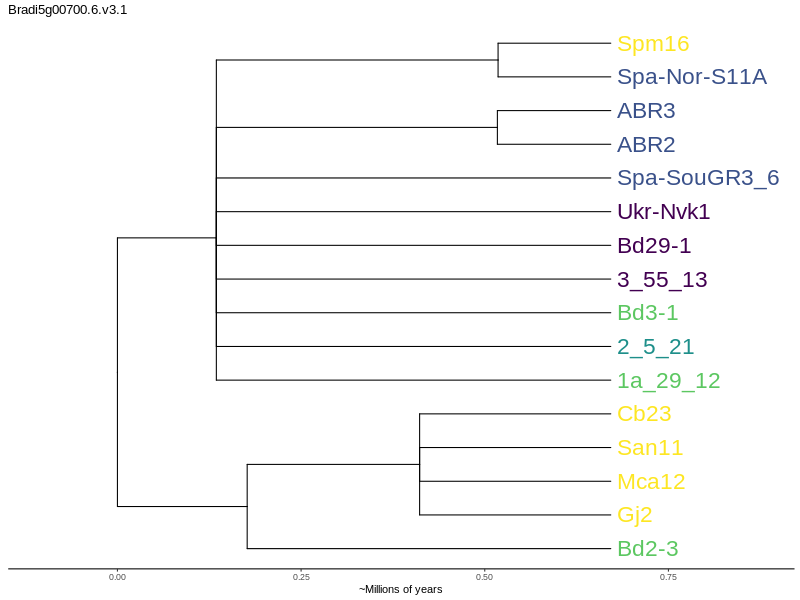 Bradi5g00700.6.v3.1
Spm16
Spa-Nor-S11A
ABR3
ABR2
Spa-SouGR3_6
Ukr-Nvk1
Bd29-1
3_55_13
Bd3-1
2_5_21
1a_29_12
Cb23
San11
Mca12
Gj2
Bd2-3
0.00 0.25 0.50 0.75
~Millions of years